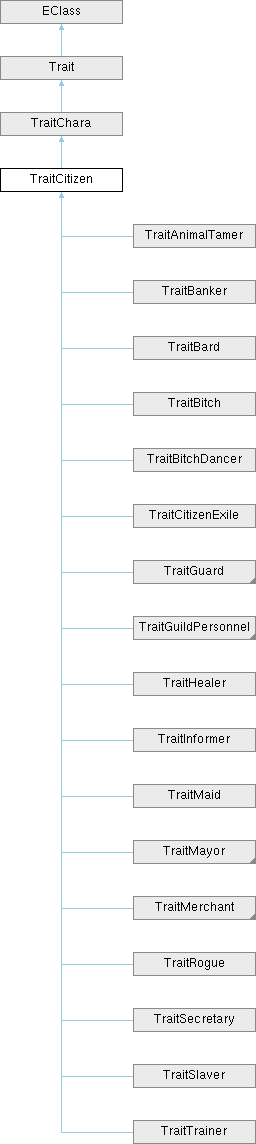 EClass
Trait
TraitChara
TraitCitizen
TraitAnimalTamer
TraitBanker
TraitBard
TraitBitch
TraitBitchDancer
TraitCitizenExile
TraitGuard
TraitGuildPersonnel
TraitHealer
TraitInformer
TraitMaid
TraitMayor
TraitMerchant
TraitRogue
TraitSecretary
TraitSlaver
TraitTrainer